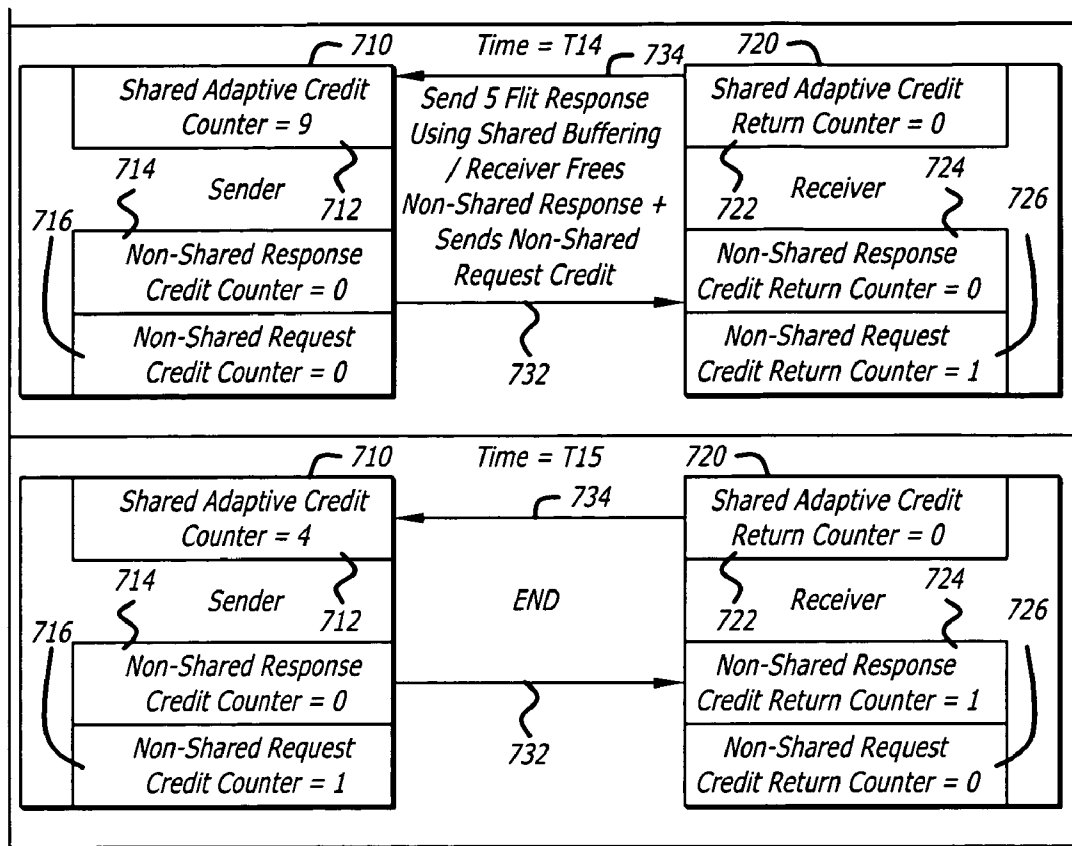 710
Time = T14
720
734
Shared Adaptive Credit
Counter = 9
Send 5 Flit Response
Using Shared Buffering
/ Receiver Frees
Non-Shared Response +
Sends Non-Shared
Request Credit
Shared Adaptive Credit
Return Counter = 0
714
Sender
712
722
Receiver
724
726
716
Non-Shared Response
Credit Counter = 0
Non-Shared Request
Credit Counter = 0
732
Non-Shared Response
Credit Return Counter = 0
Non-Shared Request
Credit Return Counter = 1
710
Time = T15
720
734
Shared Adaptive Credit
Counter = 4
Shared Adaptive Credit
Return Counter = 0
714
Sender
712
END
722
Receiver
724
726
716
Non-Shared Response
Credit Counter = 0
Non-Shared Request
Credit Counter = 1
732
Non-Shared Response
Credit Return Counter = 1
Non-Shared Request
Credit Return Counter = 0